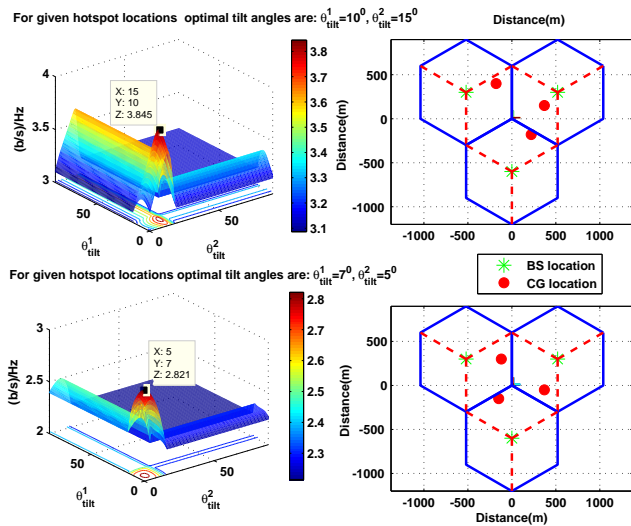 For given hotspot locations  optimal tilt angles are: θ¹tilt=10⁰, θ²tilt=15⁰
4
3.5
3
(b/s)/Hz
X: 15
Y: 10
Z: 3.845
50
0
0
50
θ¹tilt
θ²tilt
3.8
3.7
3.6
3.5
3.4
3.3
3.2
3.1
Distance(m)
500
0
-500
-1000
Distance(m)
-1000
-500
0
500
1000
BS location
CG location
For given hotspot locations optimal tilt angles are: θ¹tilt=7⁰, θ²tilt=5⁰
3
2.5
2
(b/s)/Hz
X: 5
Y: 7
Z: 2.821
50
0
0
50
θ¹tilt
θ²tilt
2.8
2.7
2.6
2.5
2.4
2.3
2.2
500
0
-500
-1000
Distance(m)
-1000
-500
0
500
1000
Distance(m)